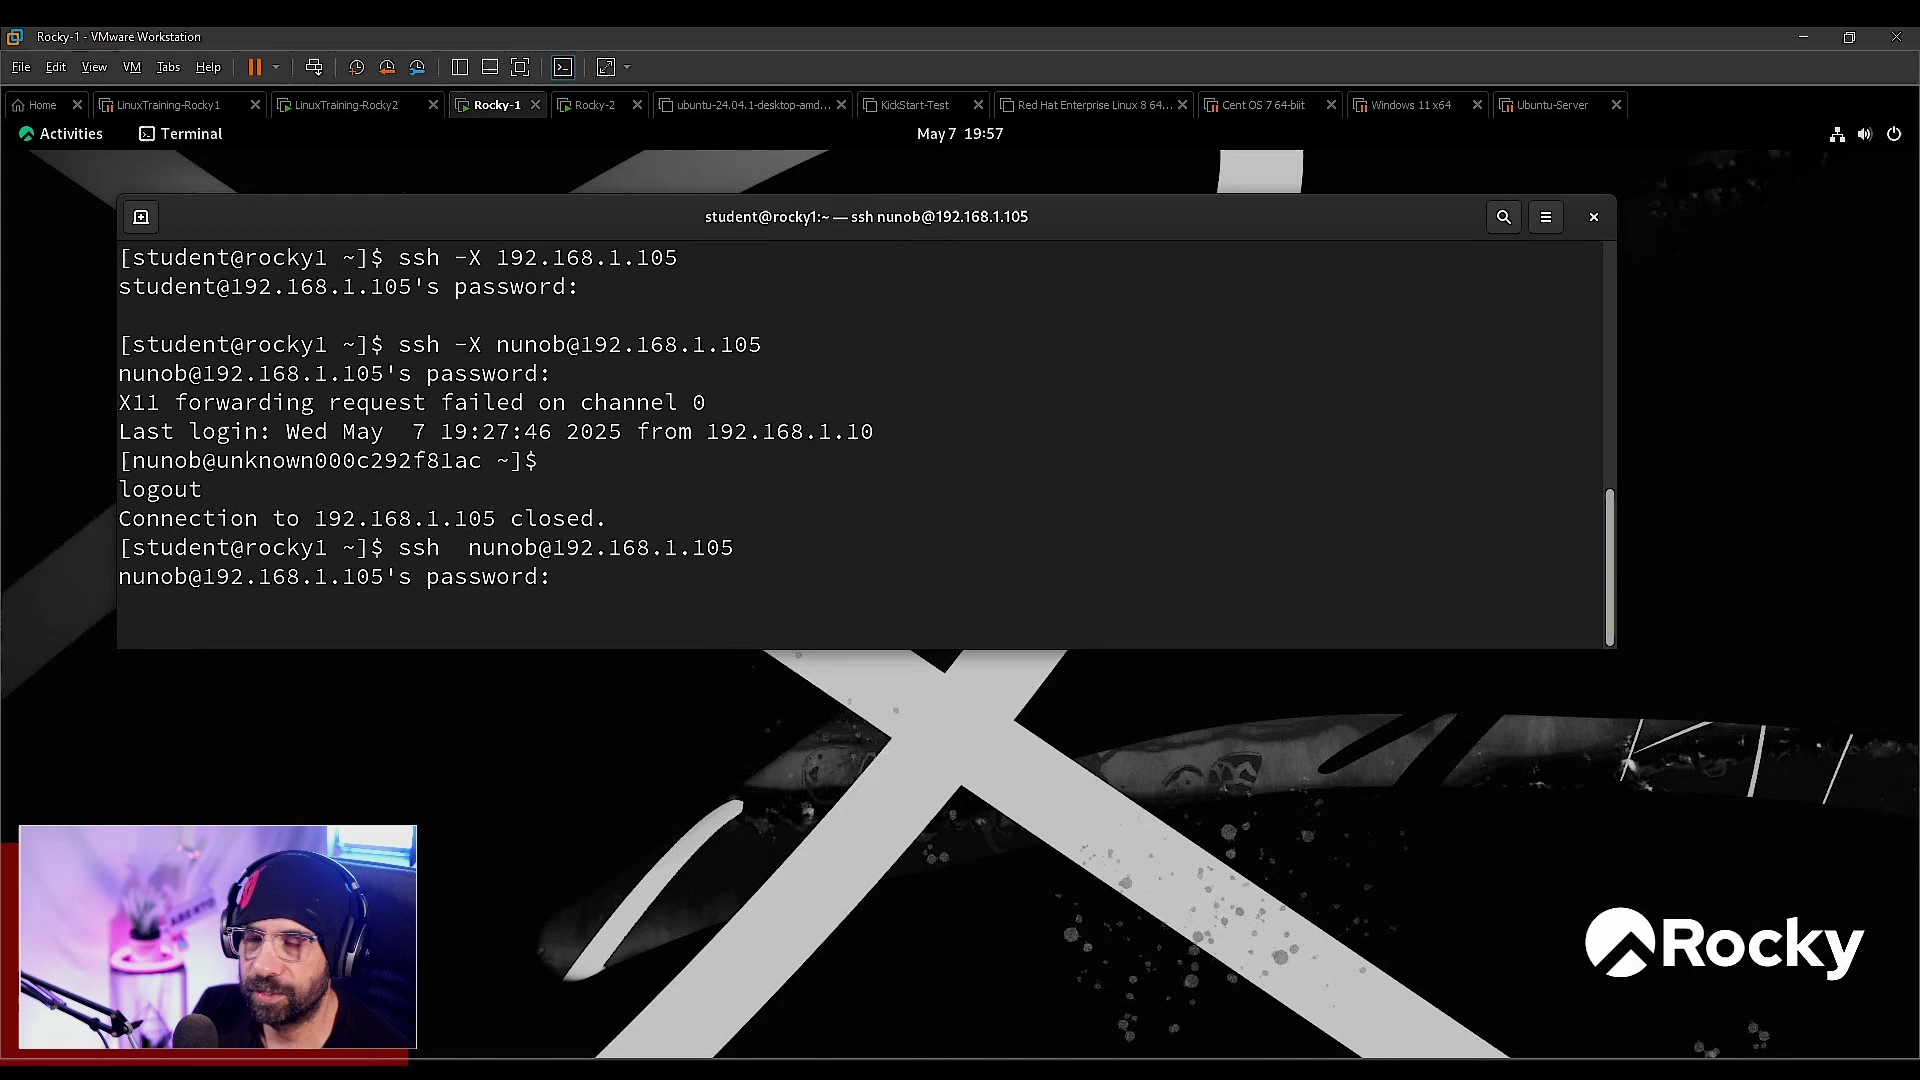 Rocky-1 - VMware Workstation
File Edit View VM Tabs Help
Home LinuxTraining-Rocky1 LinuxTraining-Rocky2 Rocky-1 Rocky-2 ubuntu-24.04.1-desktop-amd... KickStart-Test Red Hat Enterprise Linux 8 64... Cent OS 7 64-biit Windows 11 x64 Ubuntu-Server
Activities Terminal May 7 19:57
student@rocky1:~ — ssh nunob@192.168.1.105
[student@rocky1 ~]$ ssh -X 192.168.1.105
student@192.168.1.105's password:
[student@rocky1 ~]$ ssh -X nunob@192.168.1.105
nunob@192.168.1.105's password:
X11 forwarding request failed on channel 0
Last login: Wed May  7 19:27:46 2025 from 192.168.1.10
[nunob@unknown000c292f81ac ~]$
logout
Connection to 192.168.1.105 closed.
[student@rocky1 ~]$ ssh  nunob@192.168.1.105
nunob@192.168.1.105's password:
Rocky